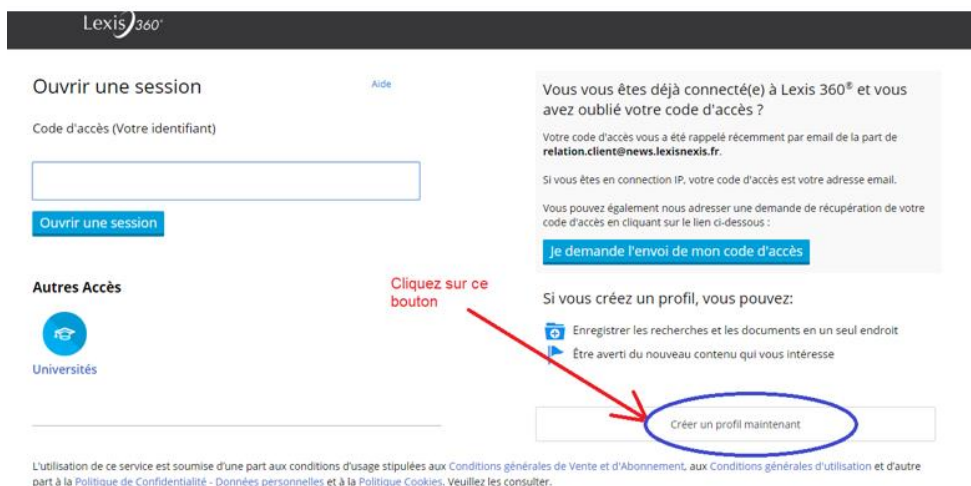 Lexis 360®
Ouvrir une session
Aide
Code d'accès (Votre identifiant)
Ouvrir une session
Autres Accès
Universités
Vous vous êtes déjà connecté(e) à Lexis 360® et vous
avez oublié votre code d'accès ?
Votre code d'accès vous a été rappelé récemment par email de la part de
relation.client@news.lexisnexis.fr.
Si vous êtes en connection IP, votre code d'accès est votre adresse email.
Vous pouvez également nous adresser une demande de récupération de votre
code d'accès en cliquant sur le lien ci-dessous :
Je demande l'envoi de mon code d'accès
Cliquez sur ce
bouton
Si vous créez un profil, vous pouvez:
Enregistrer les recherches et les documents en un seul endroit
Être averti du nouveau contenu qui vous intéresse
Créer un profil maintenant
L'utilisation de ce service est soumise d'une part aux conditions d'usage stipulées aux Conditions générales de Vente et d'Abonnement, aux Conditions générales d'utilisation et d'autre
part à la Politique de Confidentialité - Données personnelles et à la Politique Cookies. Veuillez les consulter.